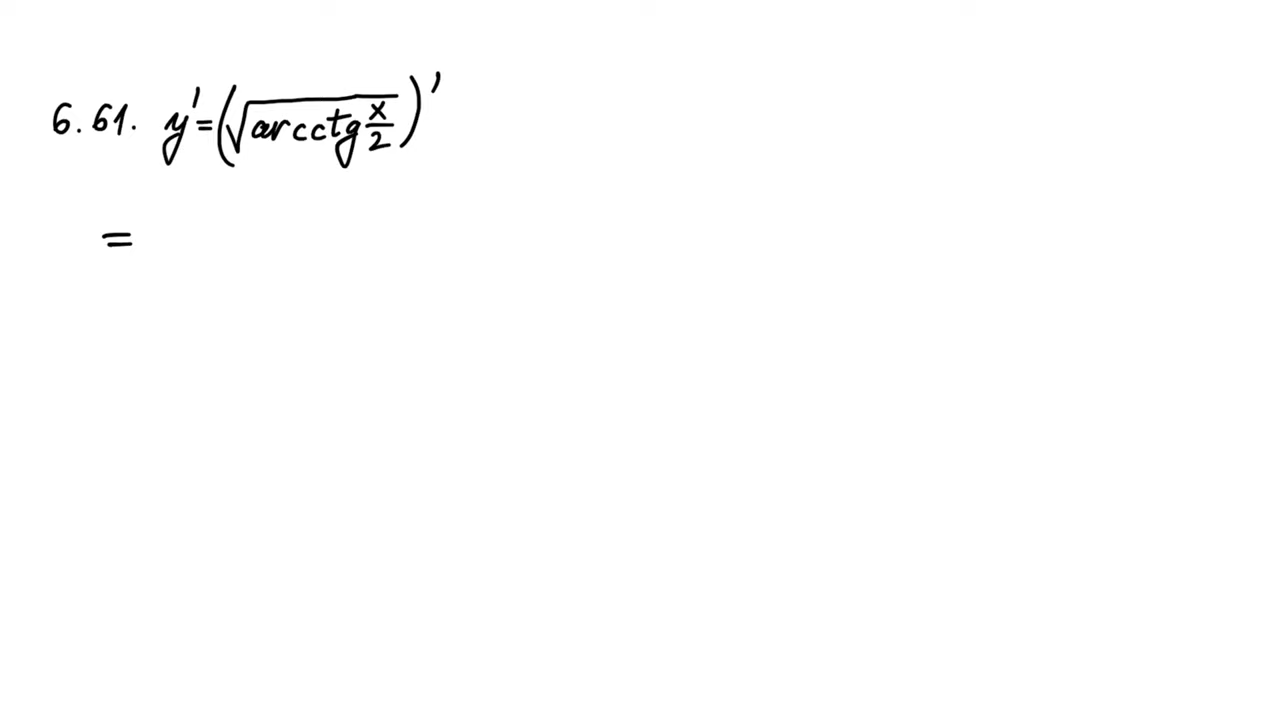 6.61. y'=(√(arcctg x/2))'
=